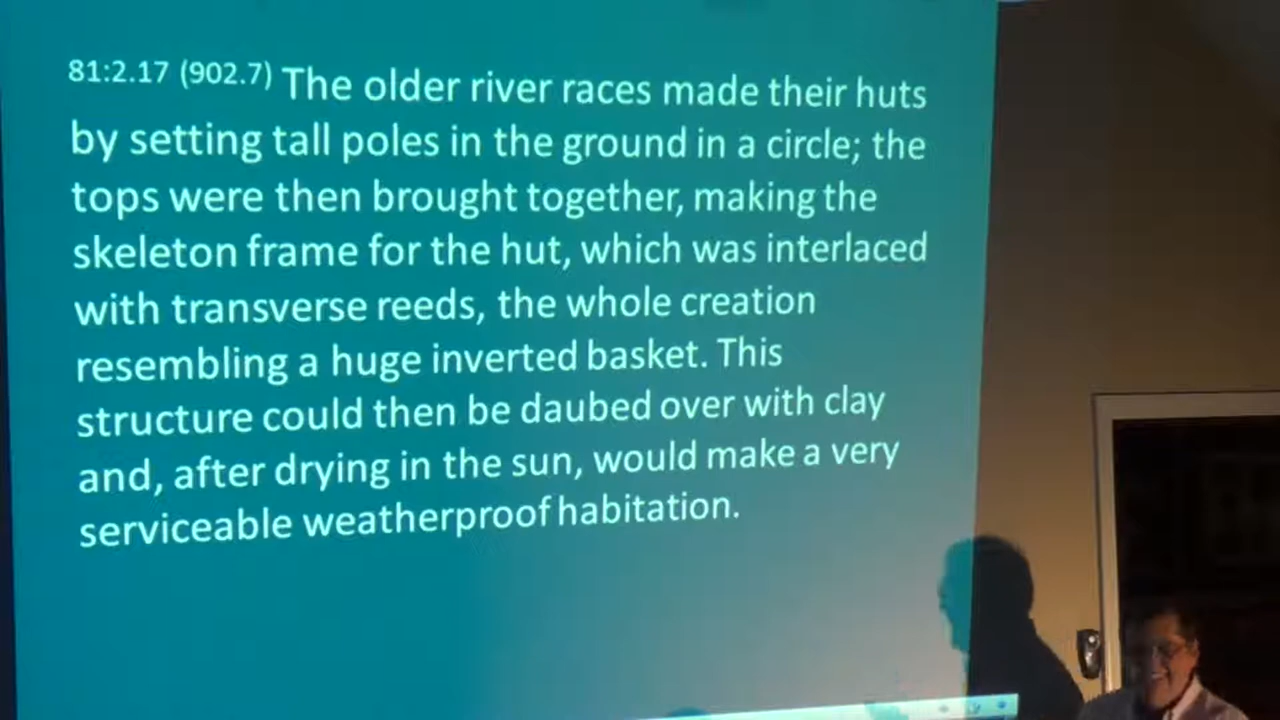 81:2.17 (902.7) The older river races made their huts
by setting tall poles in the ground in a circle; the
tops were then brought together, making the
skeleton frame for the hut, which was interlaced
with transverse reeds, the whole creation
resembling a huge inverted basket. This
structure could then be daubed over with clay
and, after drying in the sun, would make a very
serviceable weatherproof habitation.